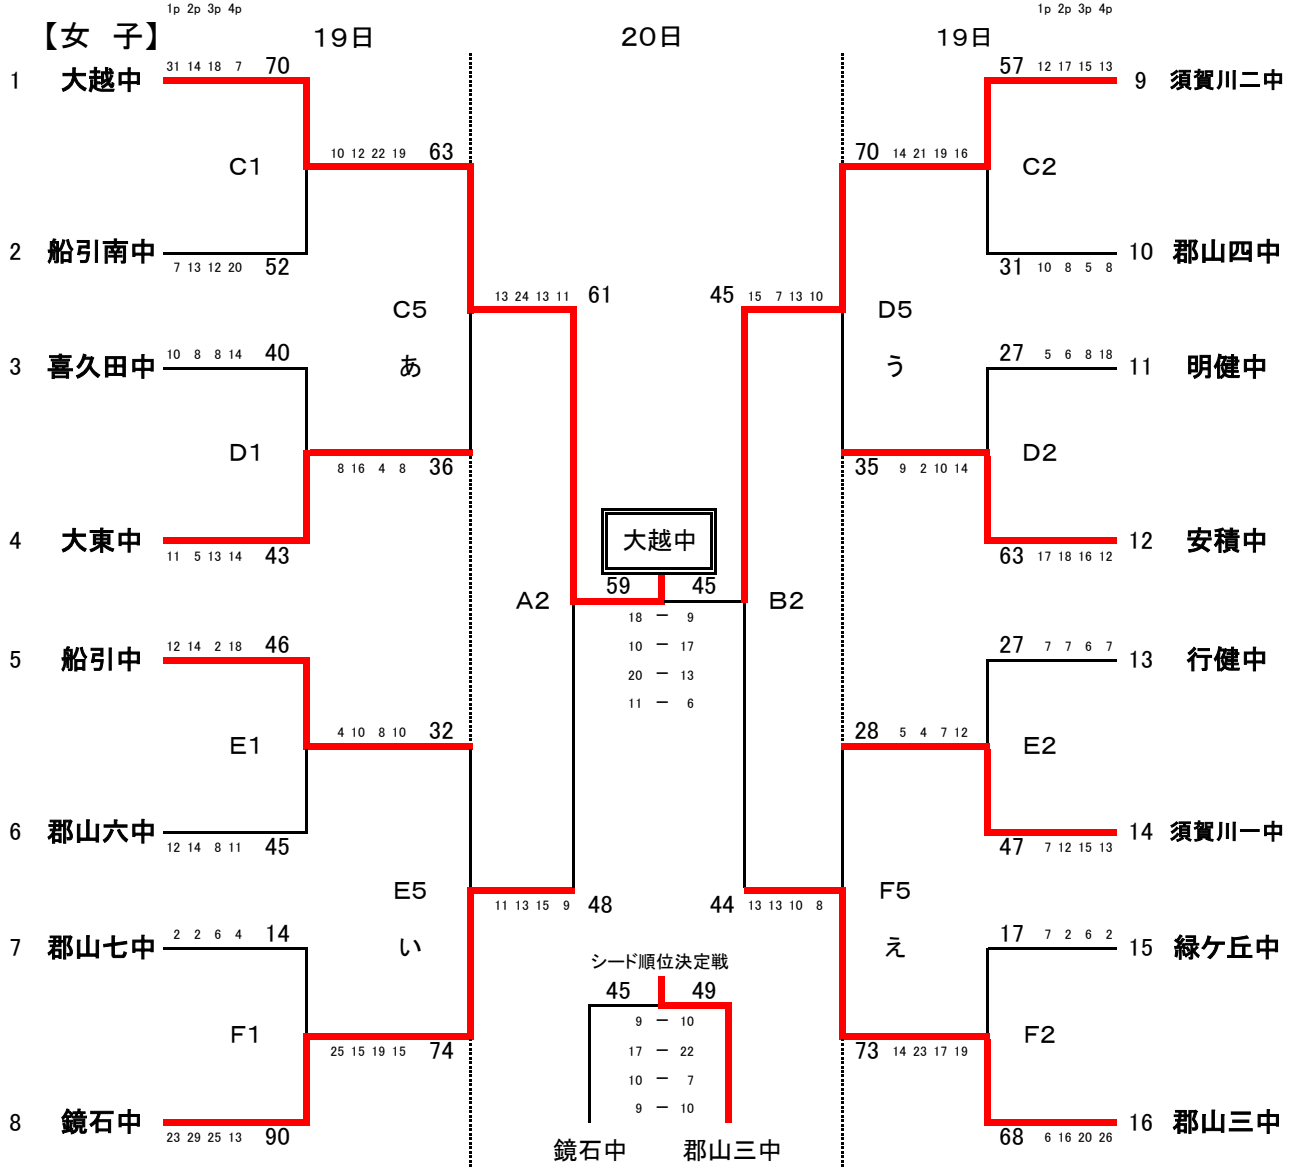 1p 2p 3p 4p 1p 2p 3p 4p
【女 子】 19日 20日 19日
31 14 18 7 70 57 12 17 15 13
1 大越中 9 須賀川二中
10 12 22 19 63 70 14 21 19 16
C1 C2
2 船引南中 10 郡山四中
7 13 12 20 52 31 10 8 5 8
13 24 13 11 61 45 15 7 13 10
C5 D5
10 8 8 14 40 27 5 6 8 18
3 喜久田中 あ う 11 明健中
D1 D2
8 16 4 8 36 35 9 2 10 14
4 大東中 大越中 12 安積中
11 5 13 14 43 63 17 18 16 12
59 45
A2 B2
18 － 9
12 14 2 18 46 10 － 17 27 7 7 6 7
5 船引中 13 行健中
20 － 13
11 － 6
4 10 8 10 32 28 5 4 7 12
E1 E2
6 郡山六中 14 須賀川一中
12 14 8 11 45 47 7 12 15 13
E5 F5
11 13 15 9 48 44 13 13 10 8
2 2 6 4 14 17 7 2 6 2
7 郡山七中 い え 15 緑ケ丘中
シード順位決定戦
45 49
9 － 10
F1 F2
25 15 19 15 74 17 － 22 73 14 23 17 19
10 － 7
9 － 10
8 鏡石中 16 郡山三中
23 29 25 13 90 68 6 16 20 26
鏡石中 郡山三中